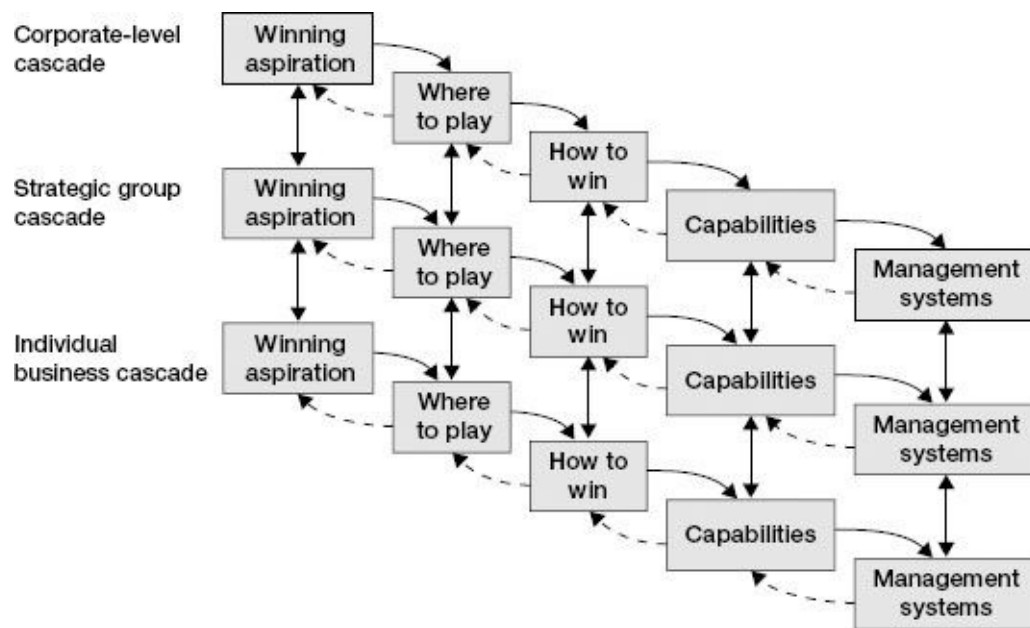 Corporate-level
cascade
Winning
aspiration
Where
to play
How to
win
Capabilities
Management
systems
Strategic group
cascade
Winning
aspiration
Where
to play
How to
win
Capabilities
Management
systems
Individual
business cascade
Winning
aspiration
Where
to play
How to
win
Capabilities
Management
systems